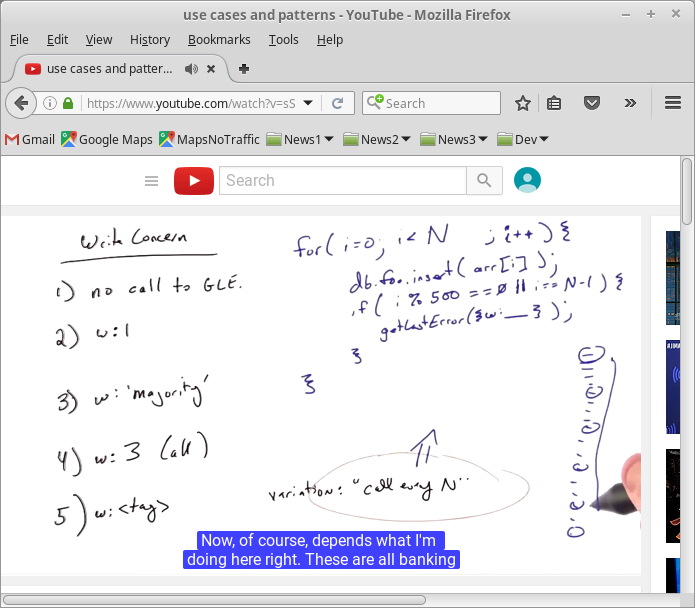 use cases and patterns - YouTube - Mozilla Firefox
File Edit View History Bookmarks Tools Help
use cases and patter...
https://www.youtube.com/watch?v=sS
Search
Gmail Google Maps MapsNoTraffic News1 News2 News3 Dev
Search
Write Concern
1) no call to GLE.
2) w:1
3) w: 'majority'
4) w: 3 (all)
5) w: <tag>
for( i=0; i< N ; i++ ) {
db.foo.insert( arr[i] );
if( i % 500 == 0 || i == N-1 ) {
getLastError({w: __ });
}
}
variation: "call every N"
Now, of course, depends what I'm
doing here right. These are all banking